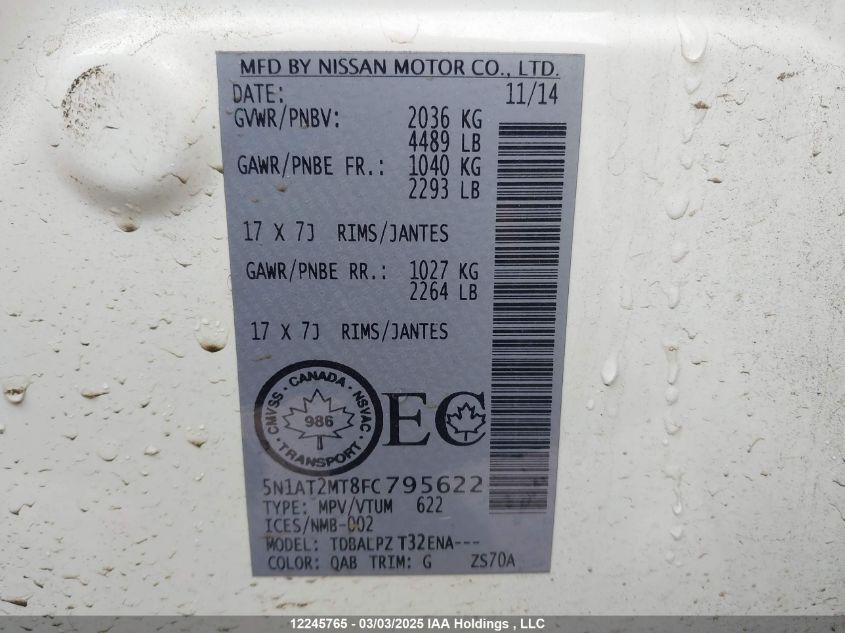 MFD BY NISSAN MOTOR CO., LTD.
DATE: 11/14
GVWR/PNBV: 2036 KG
4489 LB
GAWR/PNBE FR.: 1040 KG
2293 LB
17 X 7J RIMS/JANTES
GAWR/PNBE RR.: 1027 KG
2264 LB
17 X 7J RIMS/JANTES
CANADA
CMVSS · NSVAC
986
TRANSPORT
EC
5N1AT2MT8FC795622
TYPE: MPV/VTUM 622
ICES/NMB-002
MODEL: TDBALPZ T32ENA---
COLOR: QAB TRIM: G ZS70A
12245765 - 03/03/2025 IAA Holdings , LLC